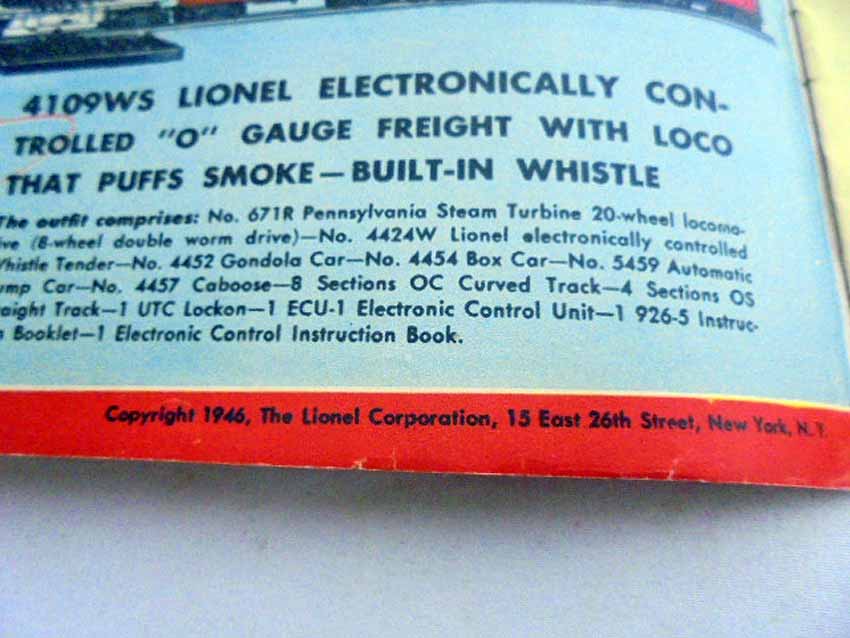 4109WS LIONEL ELECTRONICALLY CON-
TROLLED "O" GAUGE FREIGHT WITH LOCO
THAT PUFFS SMOKE—BUILT-IN WHISTLE
The outfit comprises: No. 671R Pennsylvania Steam Turbine 20-wheel locomo-
ive (8-wheel double worm drive)—No. 4424W Lionel electronically controlled
Whistle Tender—No. 4452 Gondola Car—No. 4454 Box Car—No. 5459 Automatic
ump Car—No. 4457 Caboose—8 Sections OC Curved Track—4 Sections OS
raight Track—1 UTC Lockon—1 ECU-1 Electronic Control Unit—1 926-5 Instruc-
n Booklet—1 Electronic Control Instruction Book.
Copyright 1946, The Lionel Corporation, 15 East 26th Street, New York, N. Y.